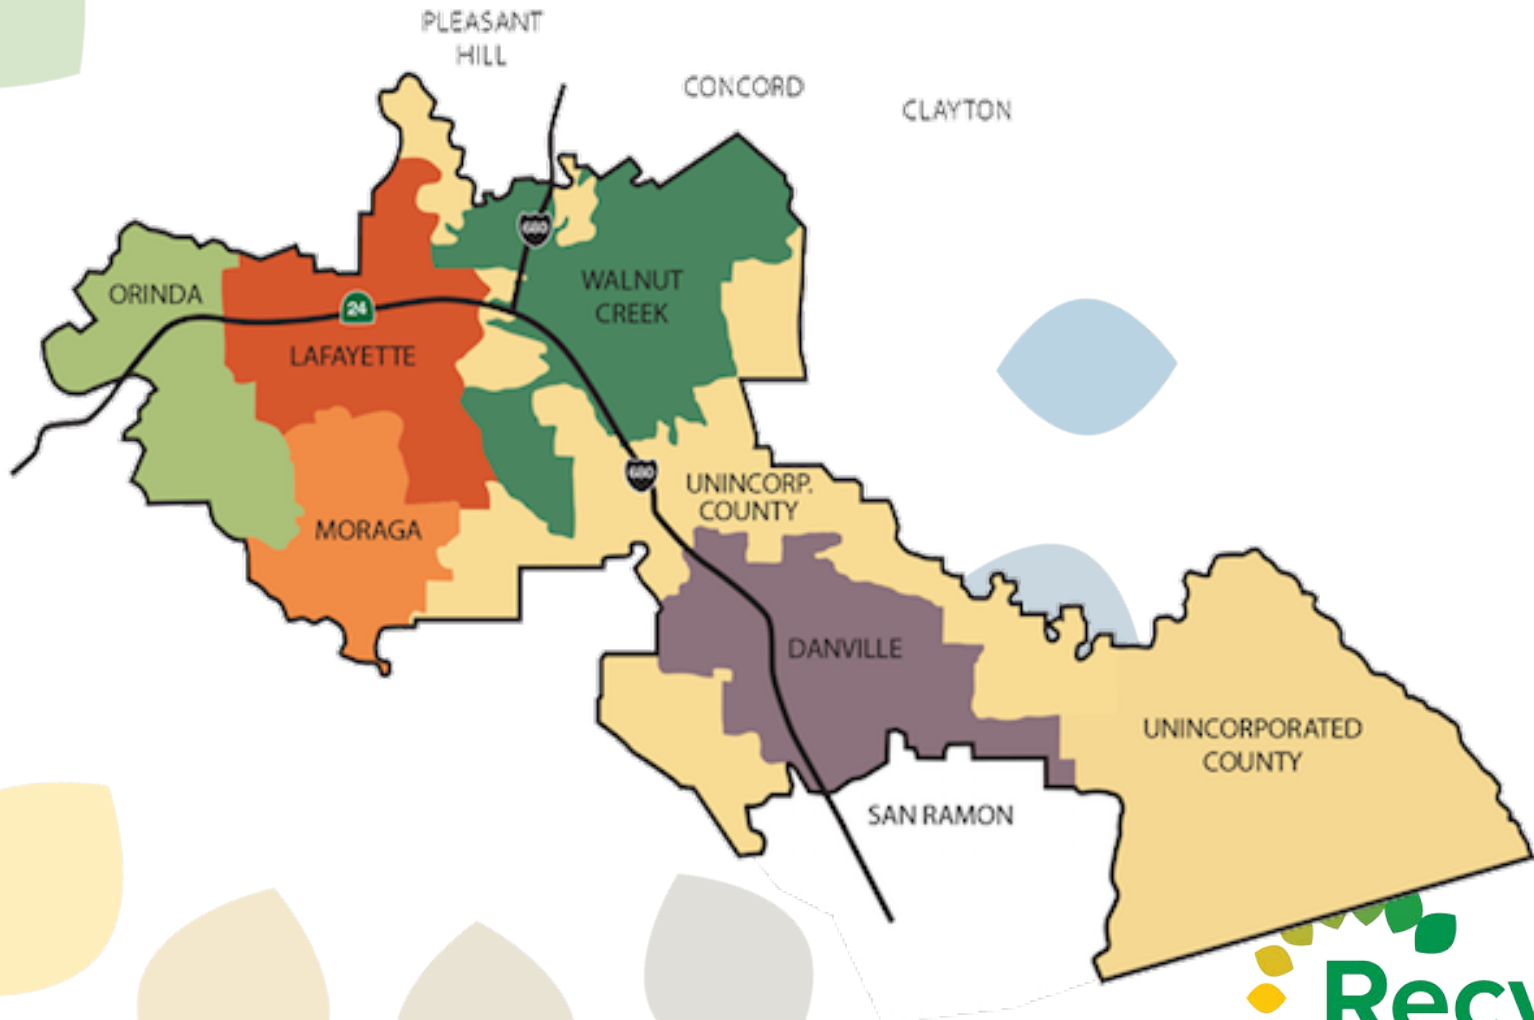 PLEASANT
HILL
CONCORD
CLAYTON
680
WALNUT
CREEK
ORINDA
24
LAFAYETTE
680
UNINCORP.
COUNTY
MORAGA
DANVILLE
UNINCORPORATED
COUNTY
SAN RAMON